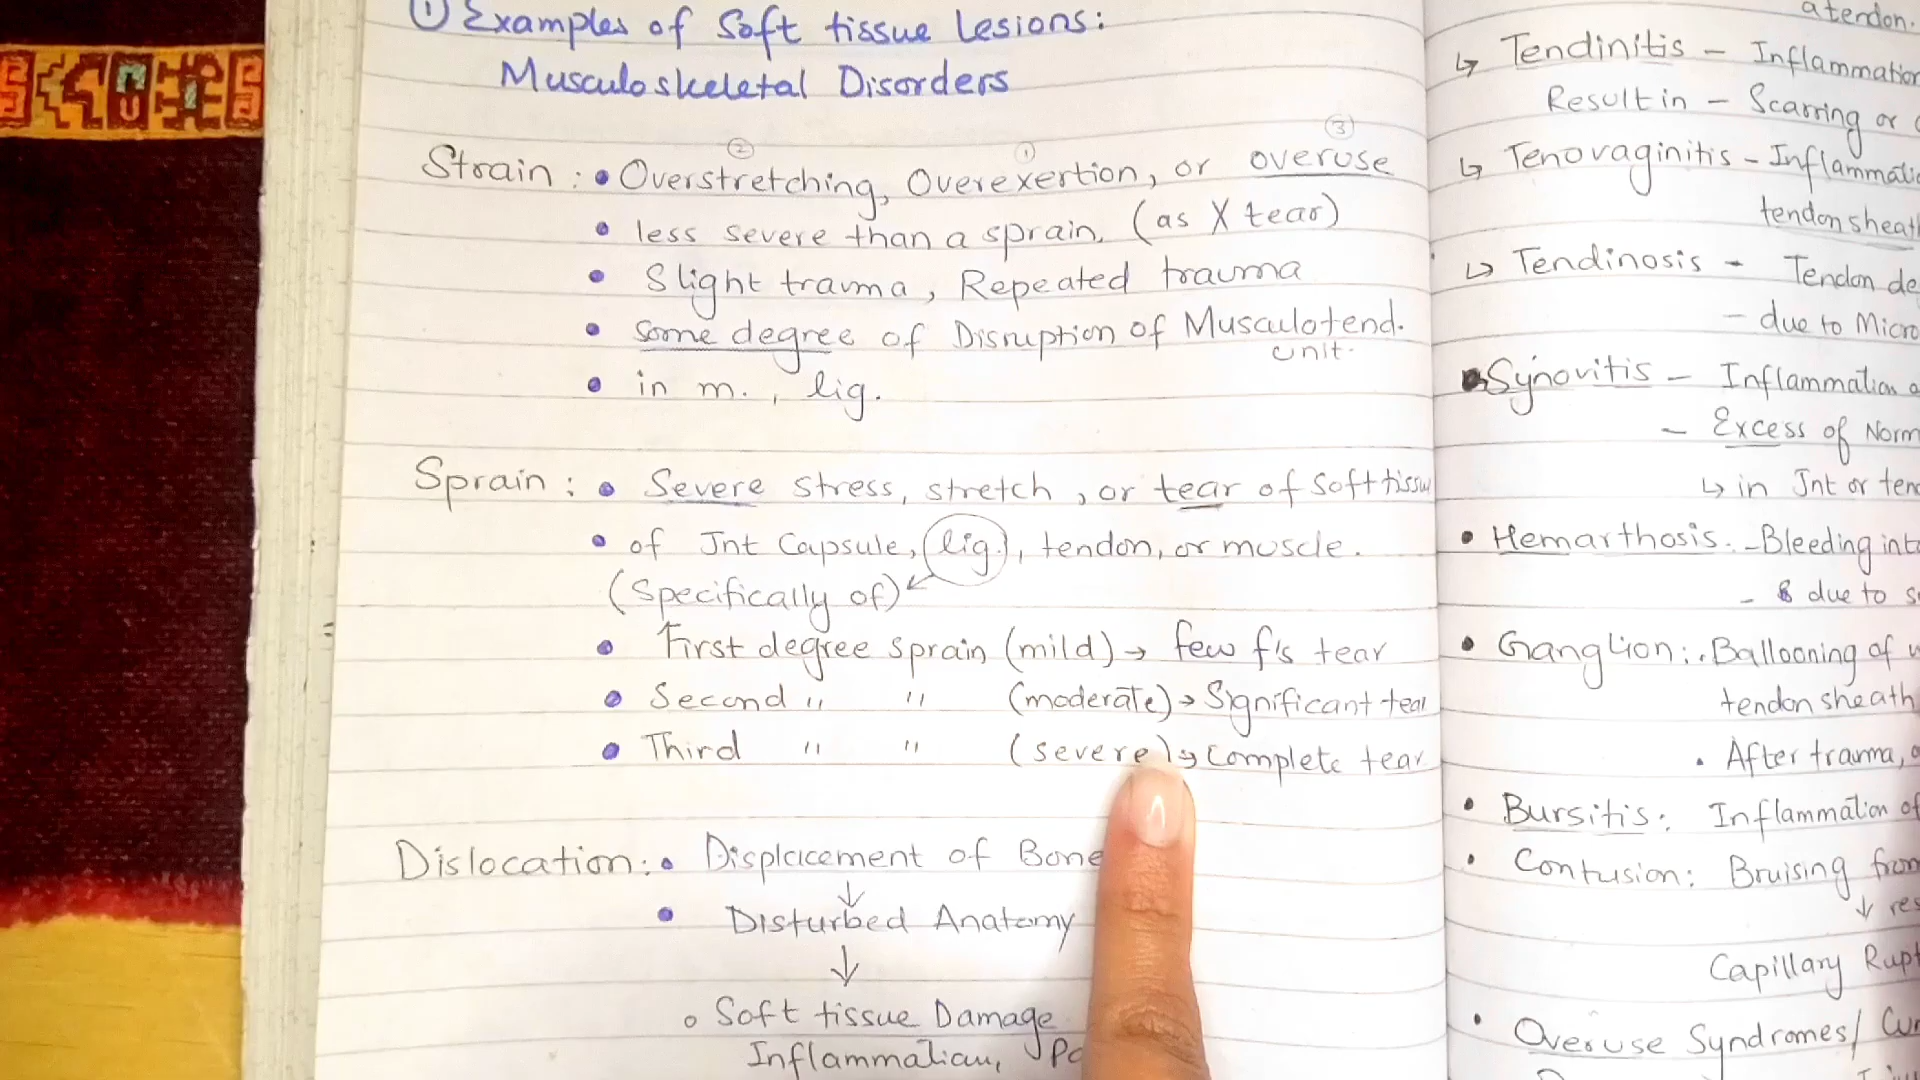 ① Examples of Soft tissue Lesions:
Musculoskeletal Disorders
② ① ③
Strain : • Overstretching, Overexertion, or overuse
• less severe than a sprain, (as X tear)
• Slight trauma, Repeated trauma
• some degree of Disruption of Musculotend.
unit.
• in m. , lig.
Sprain : • Severe stress, stretch , or tear of soft tissu
• of Jnt Capsule, (lig.), tendon, or muscle.
(Specifically of) ←
• First degree sprain (mild) → few f's tear
• Second " " (moderate) → Significant tear
• Third " " (severe) → Complete tear
Dislocation : • Displacement of Bone
↓
• Disturbed Anatomy
↓
○ Soft tissue Damage
Inflammation,
a tendon.
↳ Tendinitis – Inflammation
Result in – Scarring or
↳ Tenovaginitis – Inflammati
tendon sheath
↳ Tendinosis - Tendon de
– due to Micro
• Synovitis – Inflammation
– Excess of Norm
↳ in Jnt or ten
• Hemarthosis. – Bleeding int
– due to
• Ganglion : . Ballooning of
tendon sheath
. After trauma,
• Bursitis : Inflammation of
• Contusion : Bruising from
↓ res
Capillary Rupt
• Overuse Syndromes/